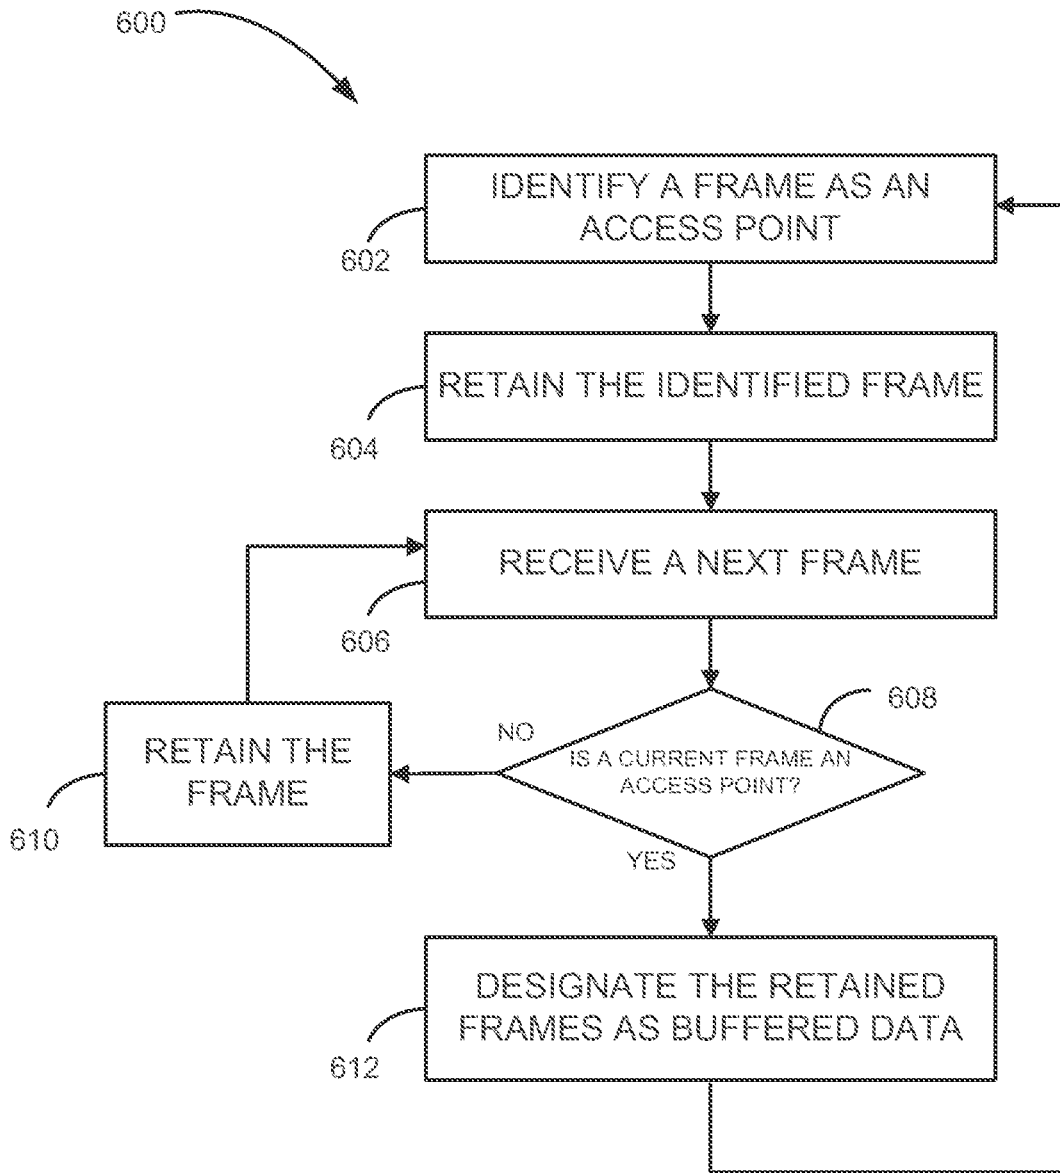 600
IDENTIFY A FRAME AS AN
ACCESS POINT
602
RETAIN THE IDENTIFIED FRAME
604
RECEIVE A NEXT FRAME
606
608
NO
IS A CURRENT FRAME AN
ACCESS POINT?
RETAIN THE
FRAME
610
YES
DESIGNATE THE RETAINED
FRAMES AS BUFFERED DATA
612